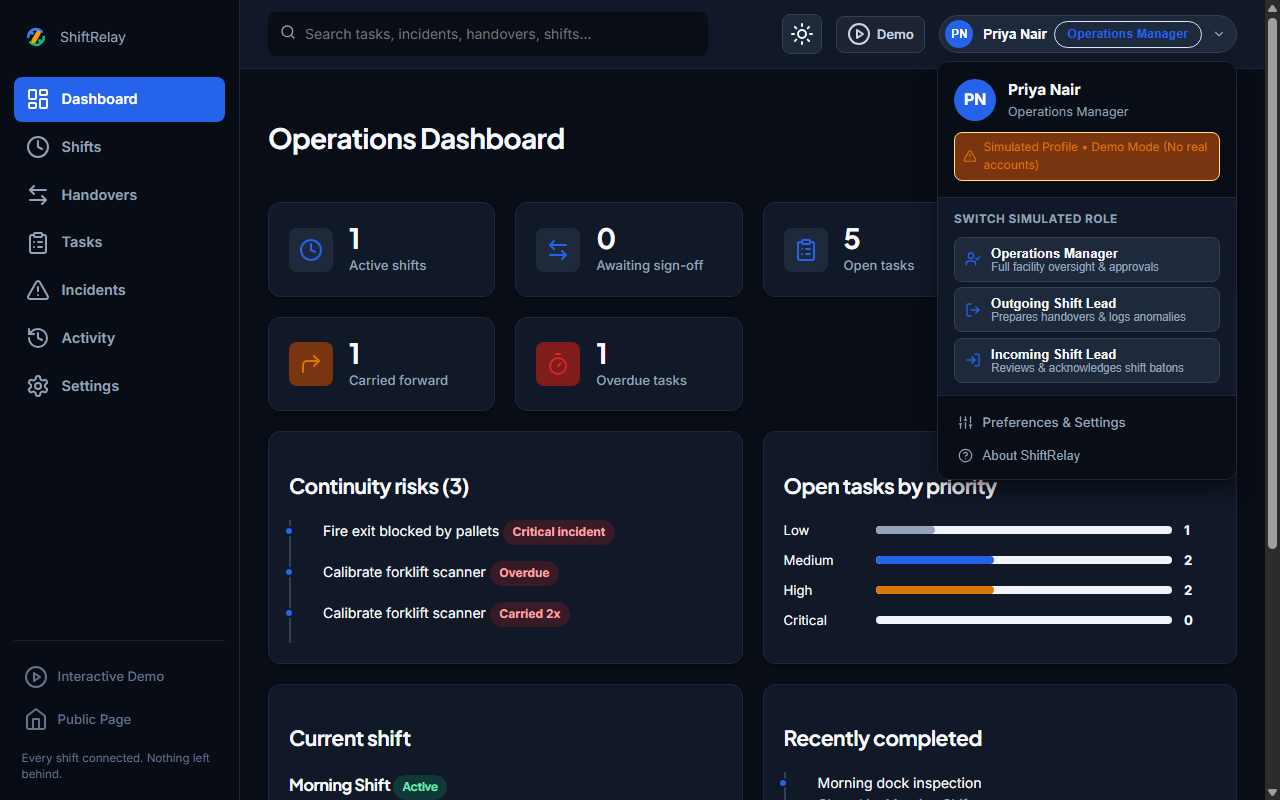 ShiftRelay
Dashboard
Shifts
Handovers
Tasks
Incidents
Activity
Settings
Interactive Demo
Public Page
Every shift connected. Nothing left
behind.
Search tasks, incidents, handovers, shifts...
Demo
PN Priya Nair Operations Manager
PN Priya Nair
Operations Manager
Simulated Profile • Demo Mode (No real
accounts)
SWITCH SIMULATED ROLE
Operations Manager
Full facility oversight & approvals
Outgoing Shift Lead
Prepares handovers & logs anomalies
Incoming Shift Lead
Reviews & acknowledges shift batons
Preferences & Settings
About ShiftRelay
Operations Dashboard
1
Active shifts
0
Awaiting sign-off
5
Open tasks
1
Carried forward
1
Overdue tasks
Continuity risks (3)
Fire exit blocked by pallets Critical incident
Calibrate forklift scanner Overdue
Calibrate forklift scanner Carried 2x
Open tasks by priority
Low 1
Medium 2
High 2
Critical 0
Current shift
Morning Shift Active
Recently completed
Morning dock inspection